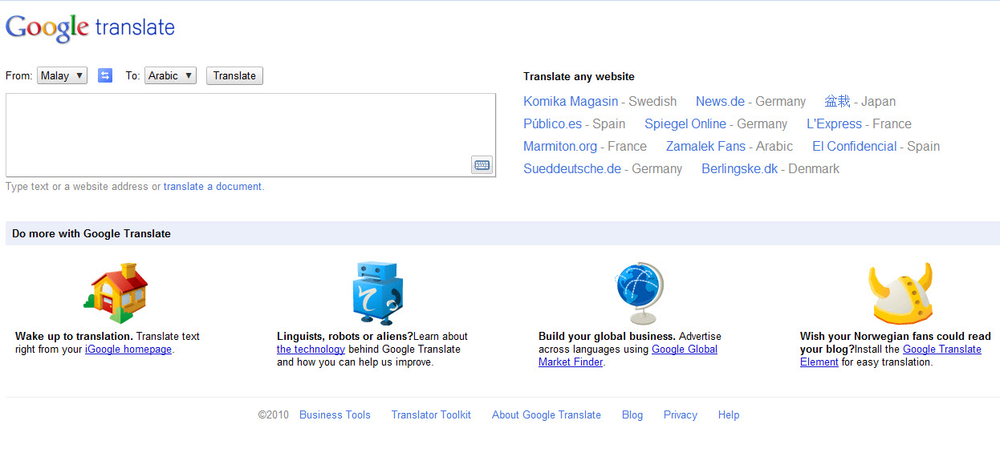 Google translate
From: Malay To: Arabic Translate
Type text or a website address or translate a document.
Translate any website
Komika Magasin - Swedish News.de - Germany 盆栽 - Japan
Público.es - Spain Spiegel Online - Germany L'Express - France
Marmiton.org - France Zamalek Fans - Arabic El Confidencial - Spain
Sueddeutsche.de - Germany Berlingske.dk - Denmark
Do more with Google Translate
Wake up to translation. Translate text
right from your iGoogle homepage.
Linguists, robots or aliens?Learn about
the technology behind Google Translate
and how you can help us improve.
Build your global business. Advertise
across languages using Google Global
Market Finder.
Wish your Norwegian fans could read
your blog?Install the Google Translate
Element for easy translation.
©2010 Business Tools Translator Toolkit About Google Translate Blog Privacy Help